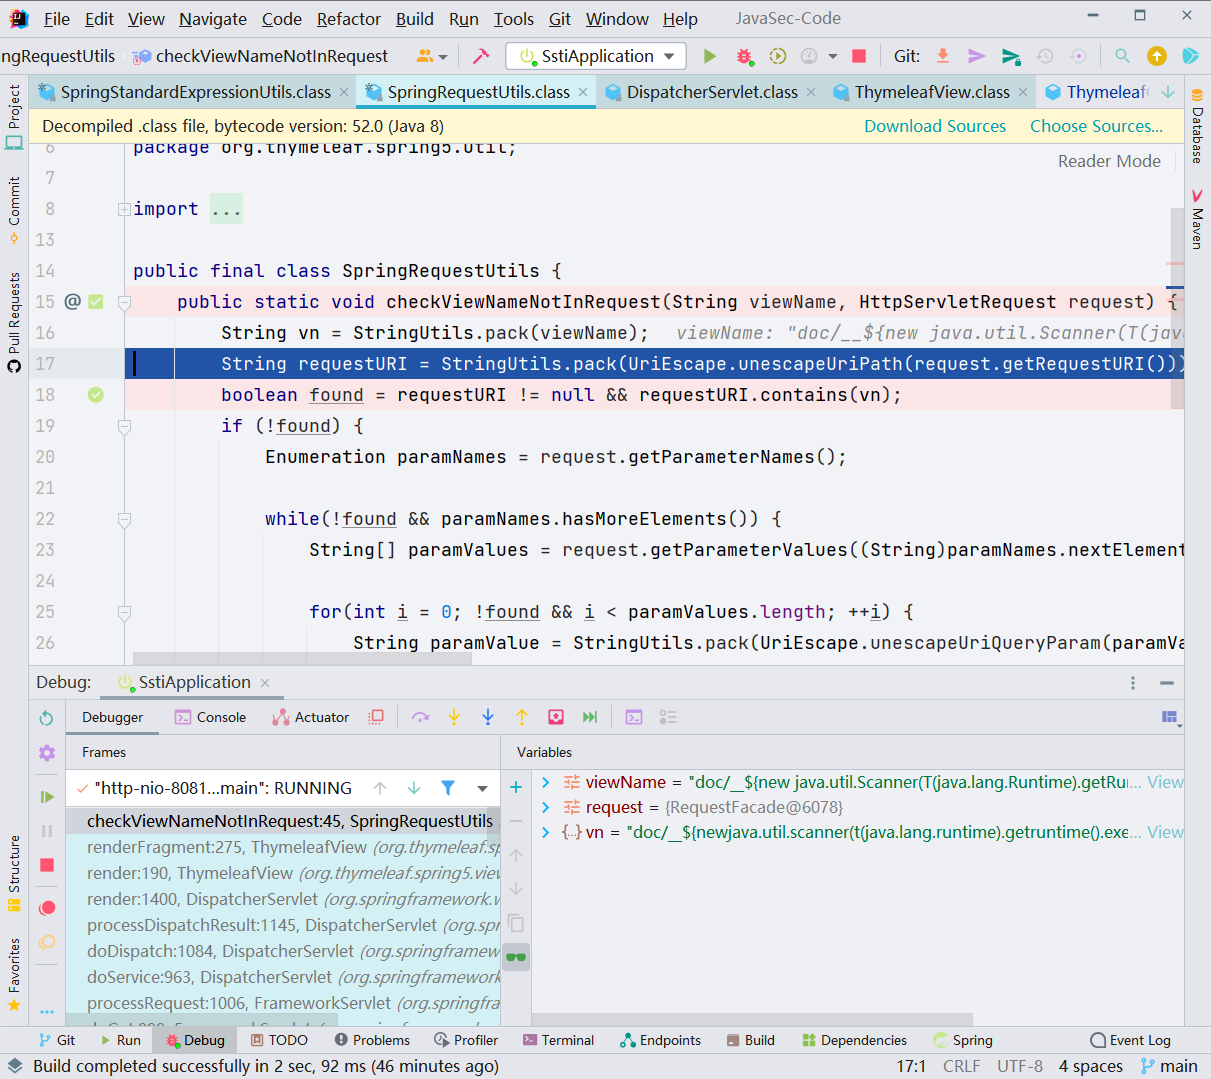 File Edit View Navigate Code Refactor Build Run Tools Git Window Help JavaSec-Code
ngRequestUtils checkViewNameNotInRequest SstiApplication Git:
SpringStandardExpressionUtils.class SpringRequestUtils.class DispatcherServlet.class ThymeleafView.class Thymeleaf
Decompiled .class file, bytecode version: 52.0 (Java 8) Download Sources Choose Sources...
Reader Mode
6 package org.thymeleaf.spring5.util;
7
8 import ...
13
14 public final class SpringRequestUtils {
15 @ public static void checkViewNameNotInRequest(String viewName, HttpServletRequest request) {
16 String vn = StringUtils.pack(viewName); viewName: "doc/__${new java.util.Scanner(T(jav
17 String requestURI = StringUtils.pack(UriEscape.unescapeUriPath(request.getRequestURI()))
18 boolean found = requestURI != null && requestURI.contains(vn);
19 if (!found) {
20 Enumeration paramNames = request.getParameterNames();
21
22 while(!found && paramNames.hasMoreElements()) {
23 String[] paramValues = request.getParameterValues((String)paramNames.nextElement
24
25 for(int i = 0; !found && i < paramValues.length; ++i) {
26 String paramValue = StringUtils.pack(UriEscape.unescapeUriQueryParam(paramVa
Project
Commit
Pull Requests
Structure
Favorites
Database
Maven
Debug: SstiApplication
Debugger Console Actuator
Frames Variables
"http-nio-8081...main": RUNNING
checkViewNameNotInRequest:45, SpringRequestUtils
renderFragment:275, ThymeleafView (org.thymeleaf.sp
render:190, ThymeleafView (org.thymeleaf.spring5.view
render:1400, DispatcherServlet (org.springframework.w
processDispatchResult:1145, DispatcherServlet (org.spr
doDispatch:1084, DispatcherServlet (org.springframew
doService:963, DispatcherServlet (org.springframework
processRequest:1006, FrameworkServlet (org.springfra
viewName = "doc/__${new java.util.Scanner(T(java.lang.Runtime).getRu... View
request = {RequestFacade@6078}
{..} vn = "doc/__${newjava.util.scanner(t(java.lang.runtime).getruntime().exe... View
Git Run Debug TODO Problems Profiler Terminal Endpoints Build Dependencies Spring Event Log
Build completed successfully in 2 sec, 92 ms (46 minutes ago) 17:1 CRLF UTF-8 4 spaces main